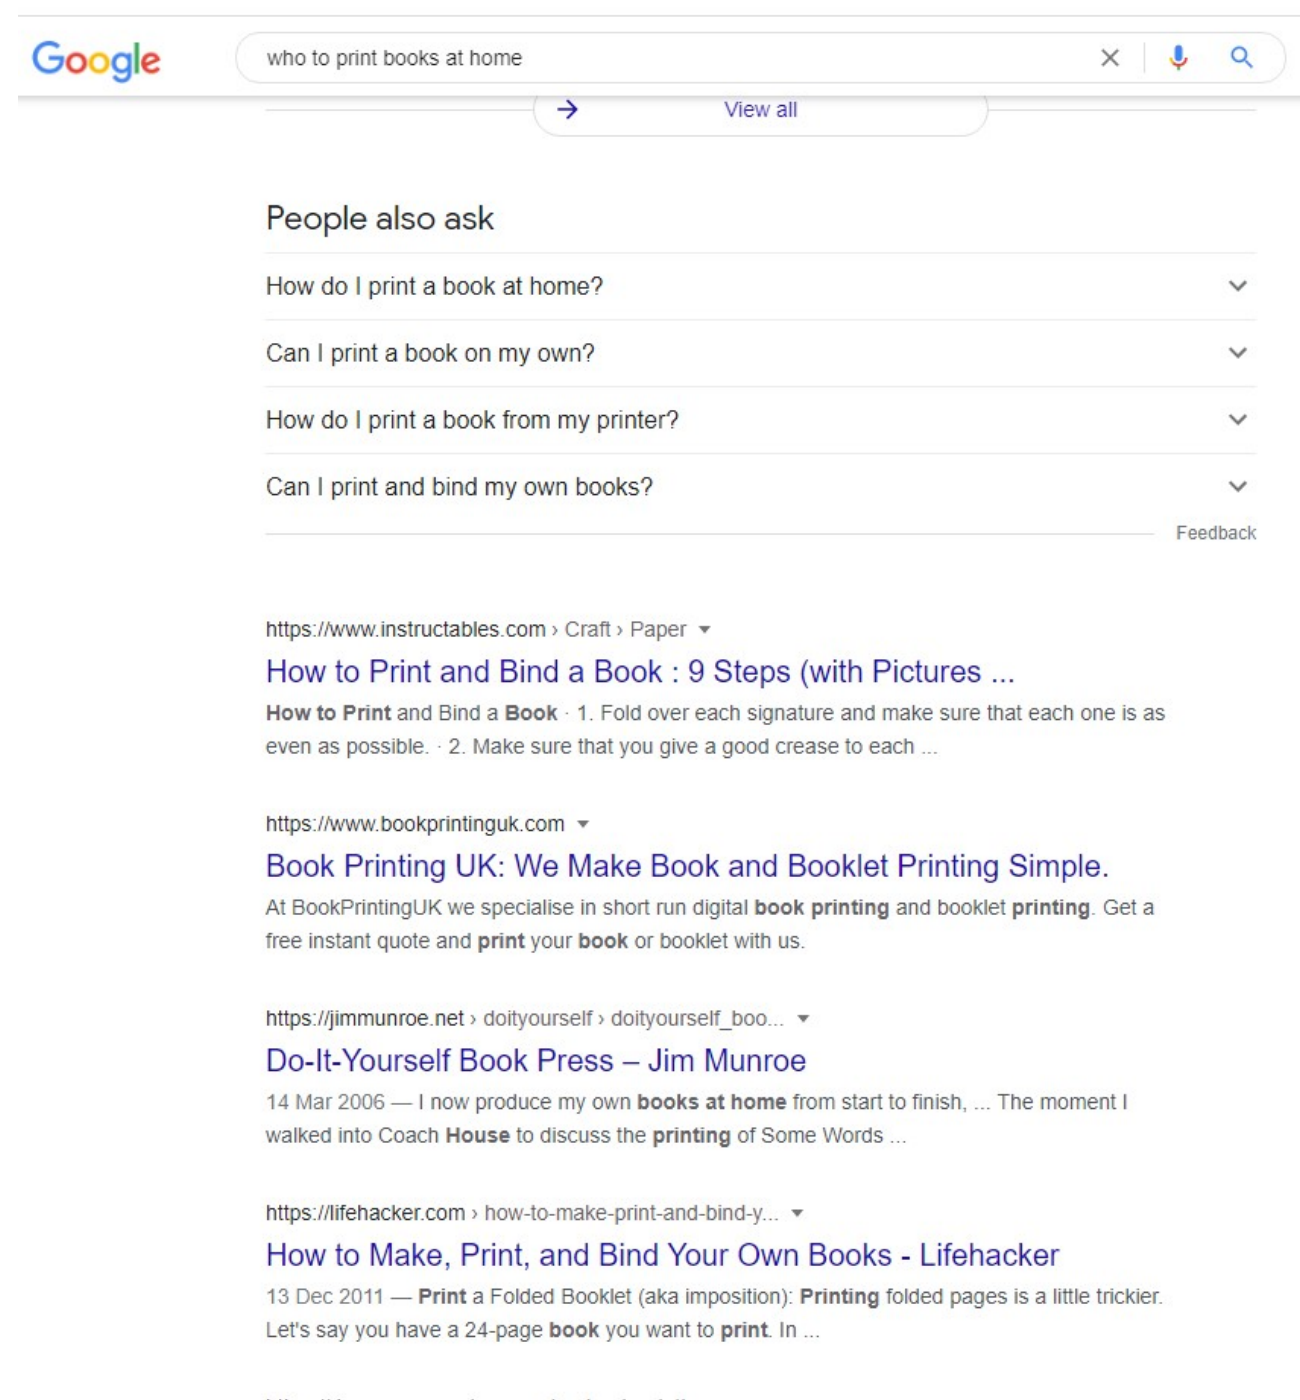 Google
who to print books at home
View all
People also ask
How do I print a book at home?
Can I print a book on my own?
How do I print a book from my printer?
Can I print and bind my own books?
Feedback
https://www.instructables.com › Craft › Paper
How to Print and Bind a Book : 9 Steps (with Pictures ...
How to Print and Bind a Book · 1. Fold over each signature and make sure that each one is as
even as possible. · 2. Make sure that you give a good crease to each ...
https://www.bookprintinguk.com
Book Printing UK: We Make Book and Booklet Printing Simple.
At BookPrintingUK we specialise in short run digital book printing and booklet printing. Get a
free instant quote and print your book or booklet with us.
https://jimmunroe.net › doityourself › doityourself_boo...
Do-It-Yourself Book Press – Jim Munroe
14 Mar 2006 — I now produce my own books at home from start to finish, ... The moment I
walked into Coach House to discuss the printing of Some Words ...
https://lifehacker.com › how-to-make-print-and-bind-y...
How to Make, Print, and Bind Your Own Books - Lifehacker
13 Dec 2011 — Print a Folded Booklet (aka imposition): Printing folded pages is a little trickier.
Let's say you have a 24-page book you want to print. In ...